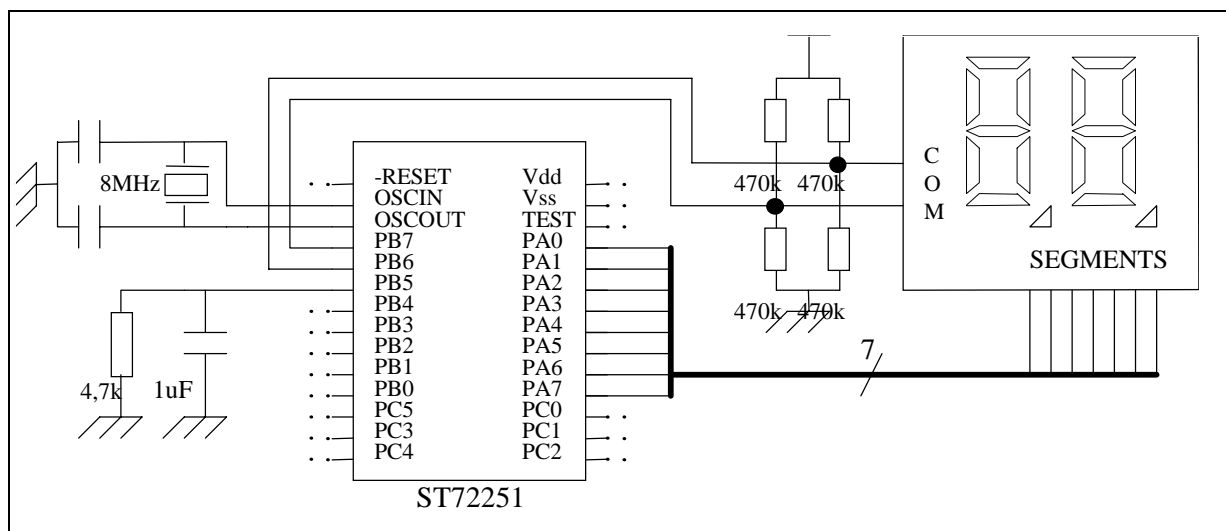 8MHz
4,7k
1uF
-RESET
OSCIN
OSCOUT
PB7
PB6
PB5
PB4
PB3
PB2
PB1
PB0
PC5
PC3
PC4
Vdd
Vss
TEST
PA0
PA1
PA2
PA3
PA4
PA5
PA6
PA7
PC0
PC1
PC2
ST72251
470k 470k
470k 470k
7
C
O
M
SEGMENTS